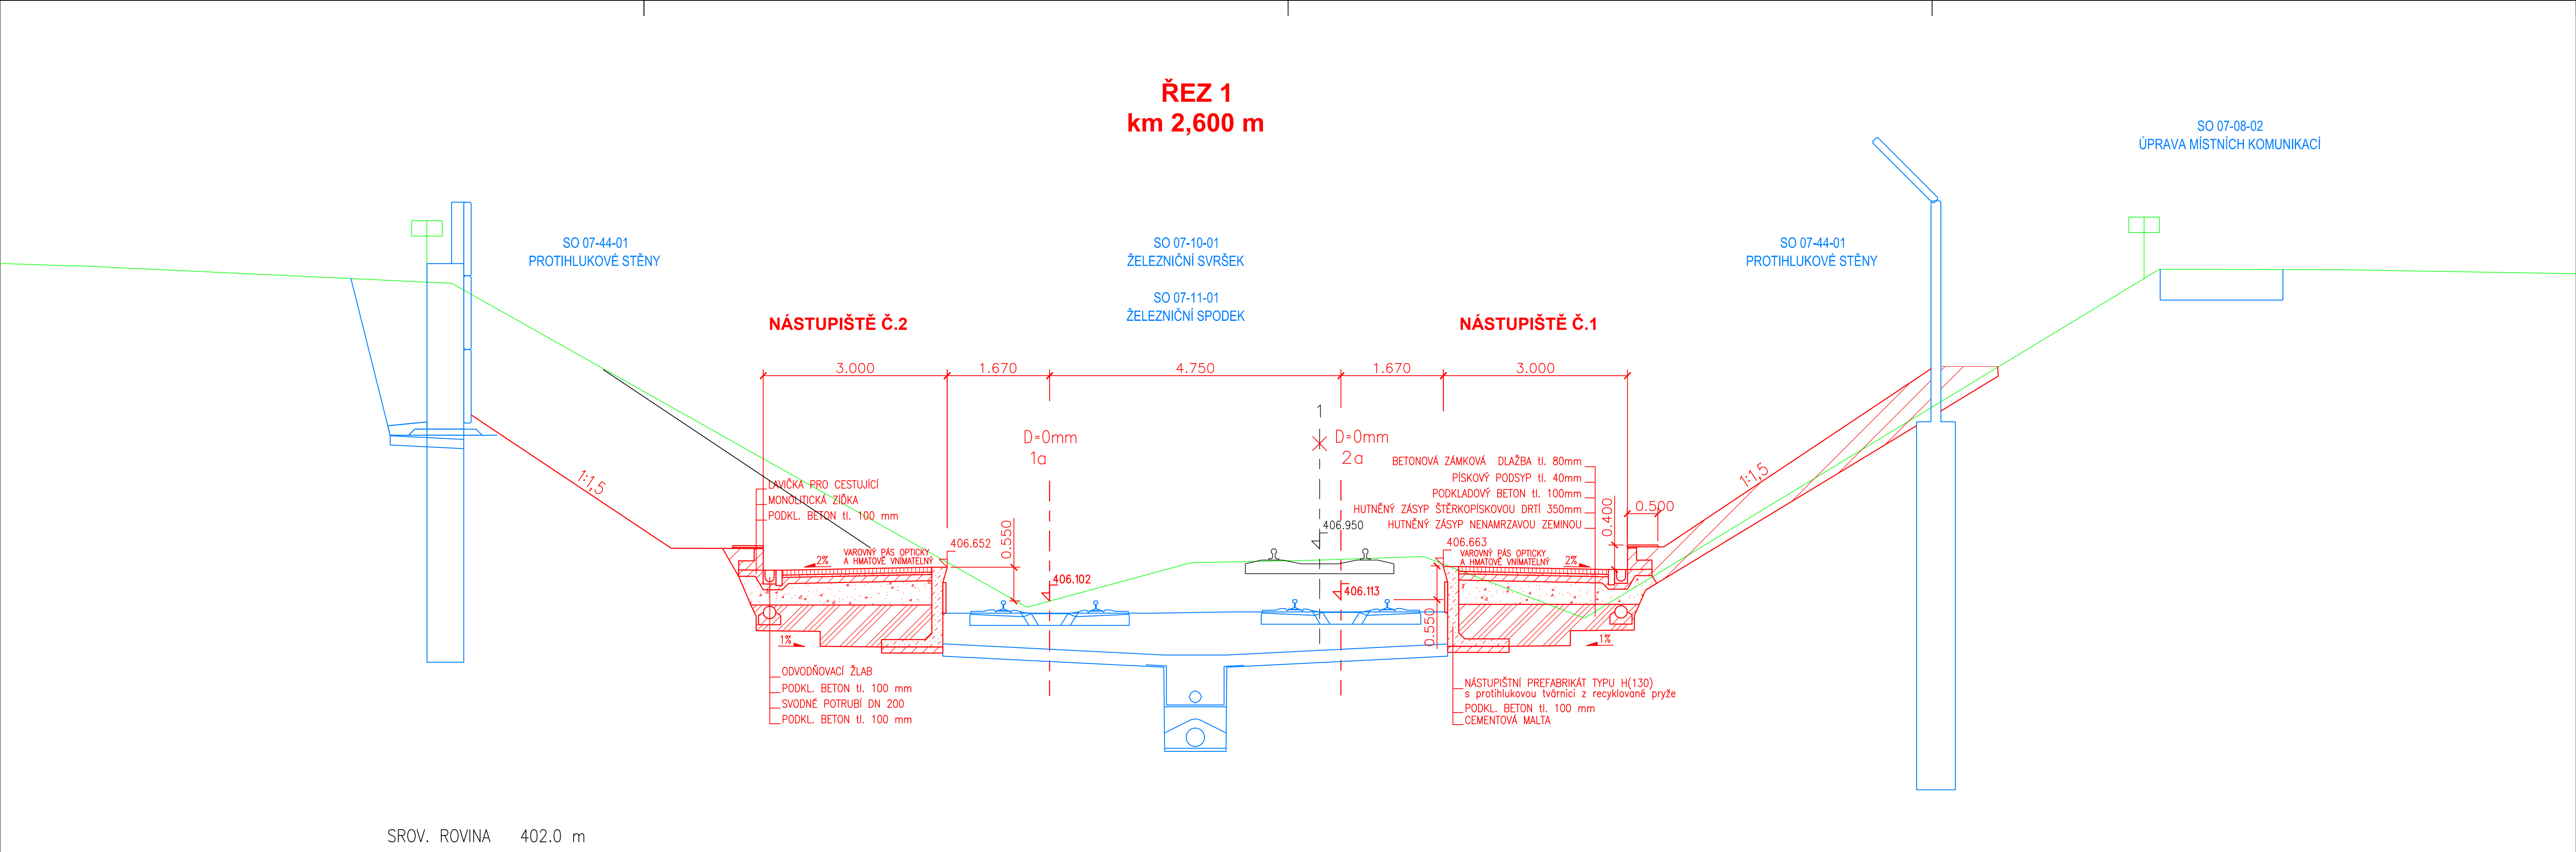 ŘEZ 1
km 2,600 m
SO 07-08-02
ÚPRAVA MÍSTNÍCH KOMUNIKACÍ
SO 07-44-01
PROTIHLUKOVÉ STĚNY
SO 07-10-01
ŽELEZNIČNÍ SVRŠEK
SO 07-44-01
PROTIHLUKOVÉ STĚNY
SO 07-11-01
ŽELEZNIČNÍ SPODEK
NÁSTUPIŠTĚ Č.2
NÁSTUPIŠTĚ Č.1
3.000
1.670
4.750
1.670
3.000
1
D=0mm
1a
D=0mm
2a
1:1,5
1:1,5
LAVIČKA PRO CESTUJÍCÍ
MONOLITICKÁ ZÍDKA
PODKL. BETON tl. 100 mm
BETONOVÁ ZÁMKOVÁ DLAŽBA tl. 80mm
PÍSKOVÝ PODSYP tl. 40mm
PODKLADOVÝ BETON tl. 100mm
HUTNĚNÝ ZÁSYP ŠTĚRKOPÍSKOVOU DRTÍ 350mm
HUTNĚNÝ ZÁSYP NENAMRZAVOU ZEMINOU
0.400
0.500
406.950
406.652
0.550
406.663
VAROVNÝ PÁS OPTICKY
A HMATOVĚ VNÍMATELNÝ
2%
VAROVNÝ PÁS OPTICKY
A HMATOVĚ VNÍMATELNÝ
2%
406.102
406.113
0.550
1%
1%
ODVODŇOVACÍ ŽLAB
PODKL. BETON tl. 100 mm
SVODNÉ POTRUBÍ DN 200
PODKL. BETON tl. 100 mm
NÁSTUPIŠTNÍ PREFABRIKÁT TYPU H(130)
s protihlukovou tvárnici z recyklované pryže
PODKL. BETON tl. 100 mm
CEMENTOVÁ MALTA
SROV. ROVINA 402.0 m